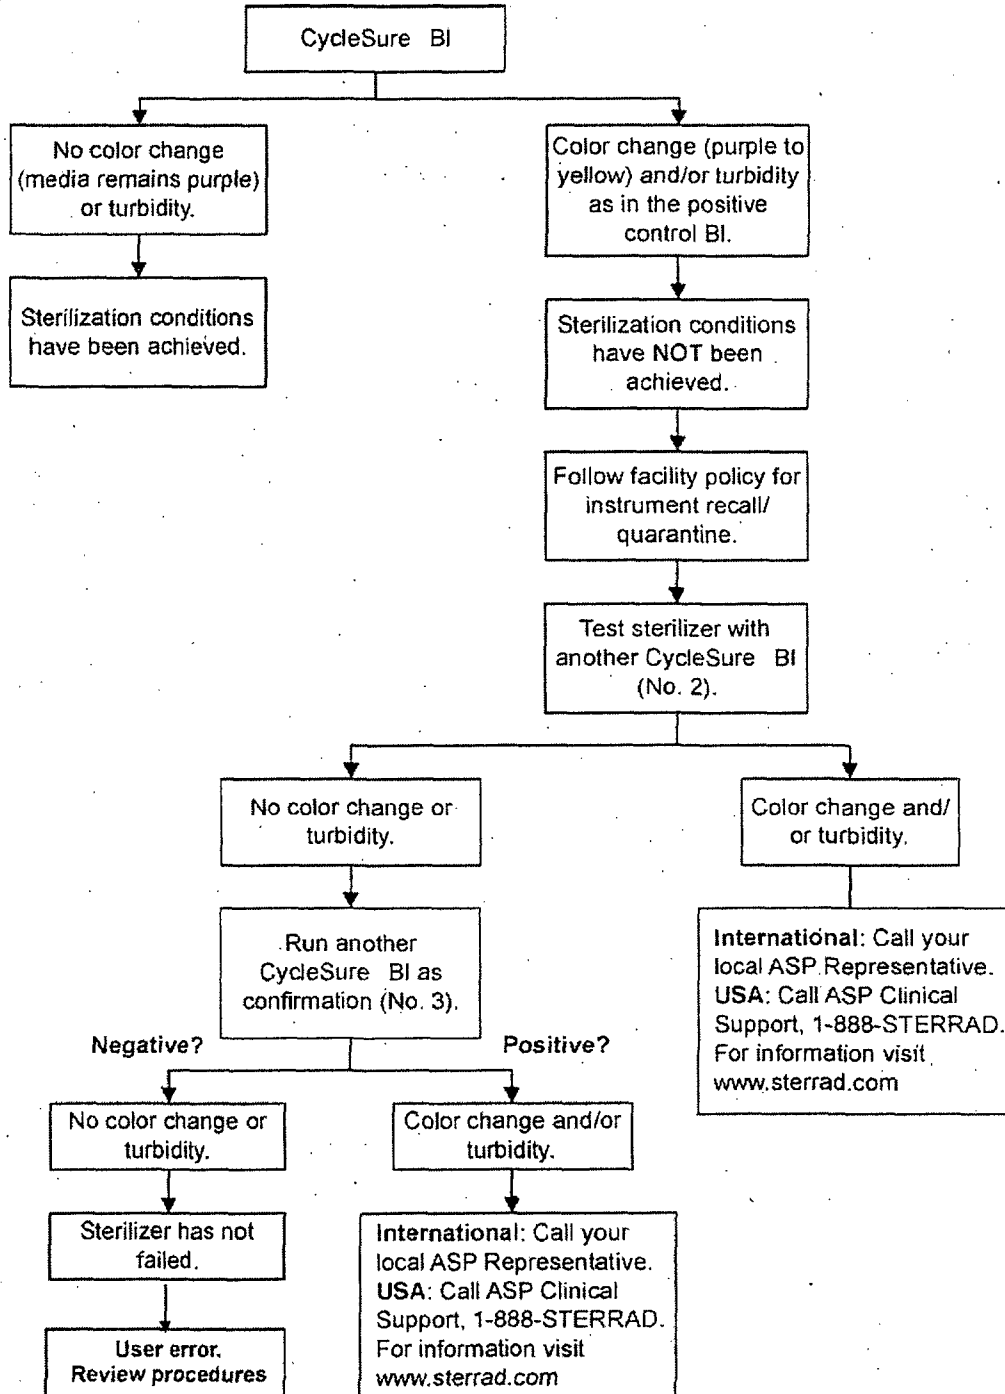 CycleSure BI
No color change
(media remains purple)
or turbidity.
Color change (purple to
yellow) and/or turbidity
as in the positive
control BI.
Sterilization conditions
have been achieved.
Sterilization conditions
have NOT been
achieved.
Follow facility policy for
instrument recall/
quarantine.
Test sterilizer with
another CycleSure BI
(No. 2).
No color change or
turbidity.
Color change and/
or turbidity.
Run another
CycleSure BI as
confirmation (No. 3).
International: Call your
local ASP Representative.
USA: Call ASP Clinical
Support, 1-888-STERRAD.
For information visit
www.sterrad.com
Negative?
Positive?
No color change or
turbidity.
Color change and/or
turbidity.
Sterilizer has not
failed.
International: Call your
local ASP Representative.
USA: Call ASP Clinical
Support, 1-888-STERRAD.
For information visit
www.sterrad.com
User error.
Review procedures